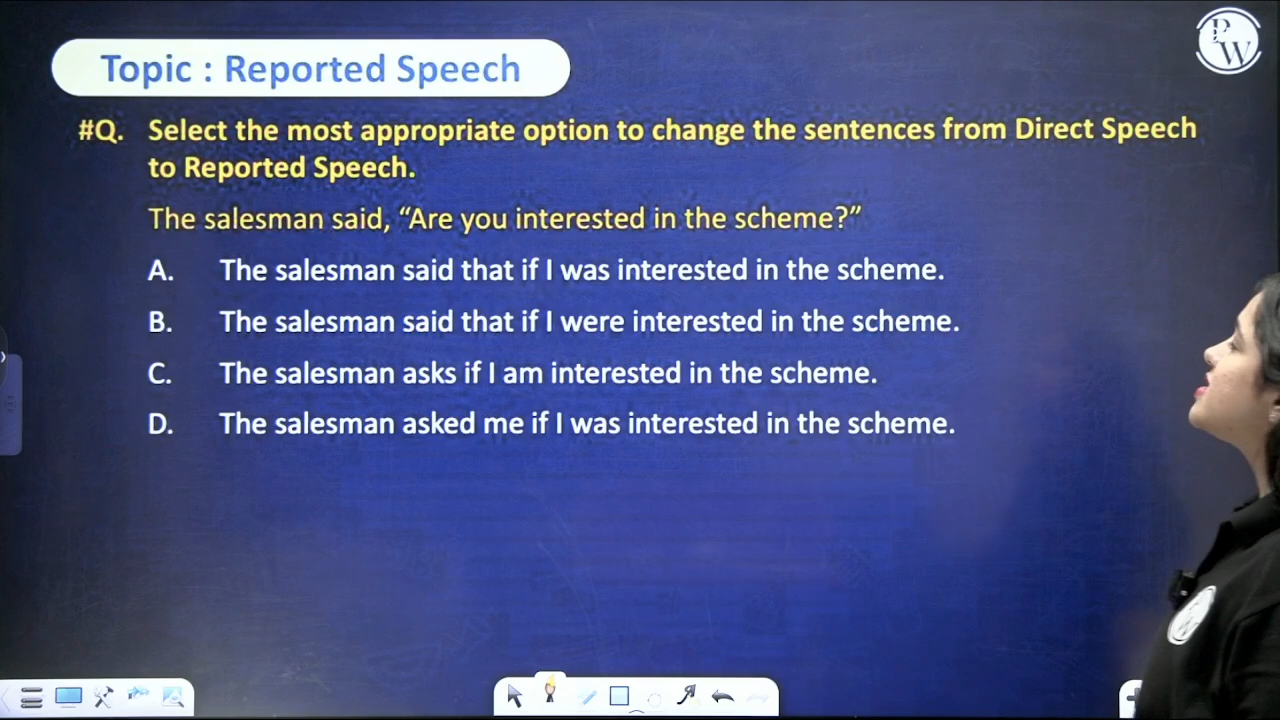 Topic : Reported Speech
PW
#Q. Select the most appropriate option to change the sentences from Direct Speech
to Reported Speech.
The salesman said, “Are you interested in the scheme?”
A. The salesman said that if I was interested in the scheme.
B. The salesman said that if I were interested in the scheme.
C. The salesman asks if I am interested in the scheme.
D. The salesman asked me if I was interested in the scheme.